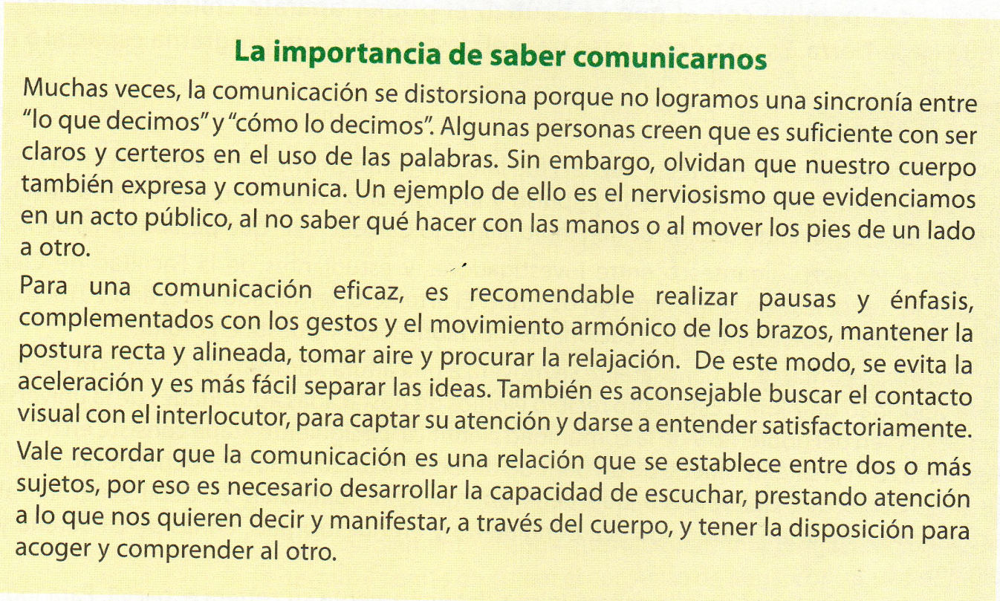 La importancia de saber comunicarnos
Muchas veces, la comunicación se distorsiona porque no logramos una sincronía entre
“lo que decimos” y “cómo lo decimos”. Algunas personas creen que es suficiente con ser
claros y certeros en el uso de las palabras. Sin embargo, olvidan que nuestro cuerpo
también expresa y comunica. Un ejemplo de ello es el nerviosismo que evidenciamos
en un acto público, al no saber qué hacer con las manos o al mover los pies de un lado
a otro.
Para una comunicación eficaz, es recomendable realizar pausas y énfasis,
complementados con los gestos y el movimiento armónico de los brazos, mantener la
postura recta y alineada, tomar aire y procurar la relajación. De este modo, se evita la
aceleración y es más fácil separar las ideas. También es aconsejable buscar el contacto
visual con el interlocutor, para captar su atención y darse a entender satisfactoriamente.
Vale recordar que la comunicación es una relación que se establece entre dos o más
sujetos, por eso es necesario desarrollar la capacidad de escuchar, prestando atención
a lo que nos quieren decir y manifestar, a través del cuerpo, y tener la disposición para
acoger y comprender al otro.